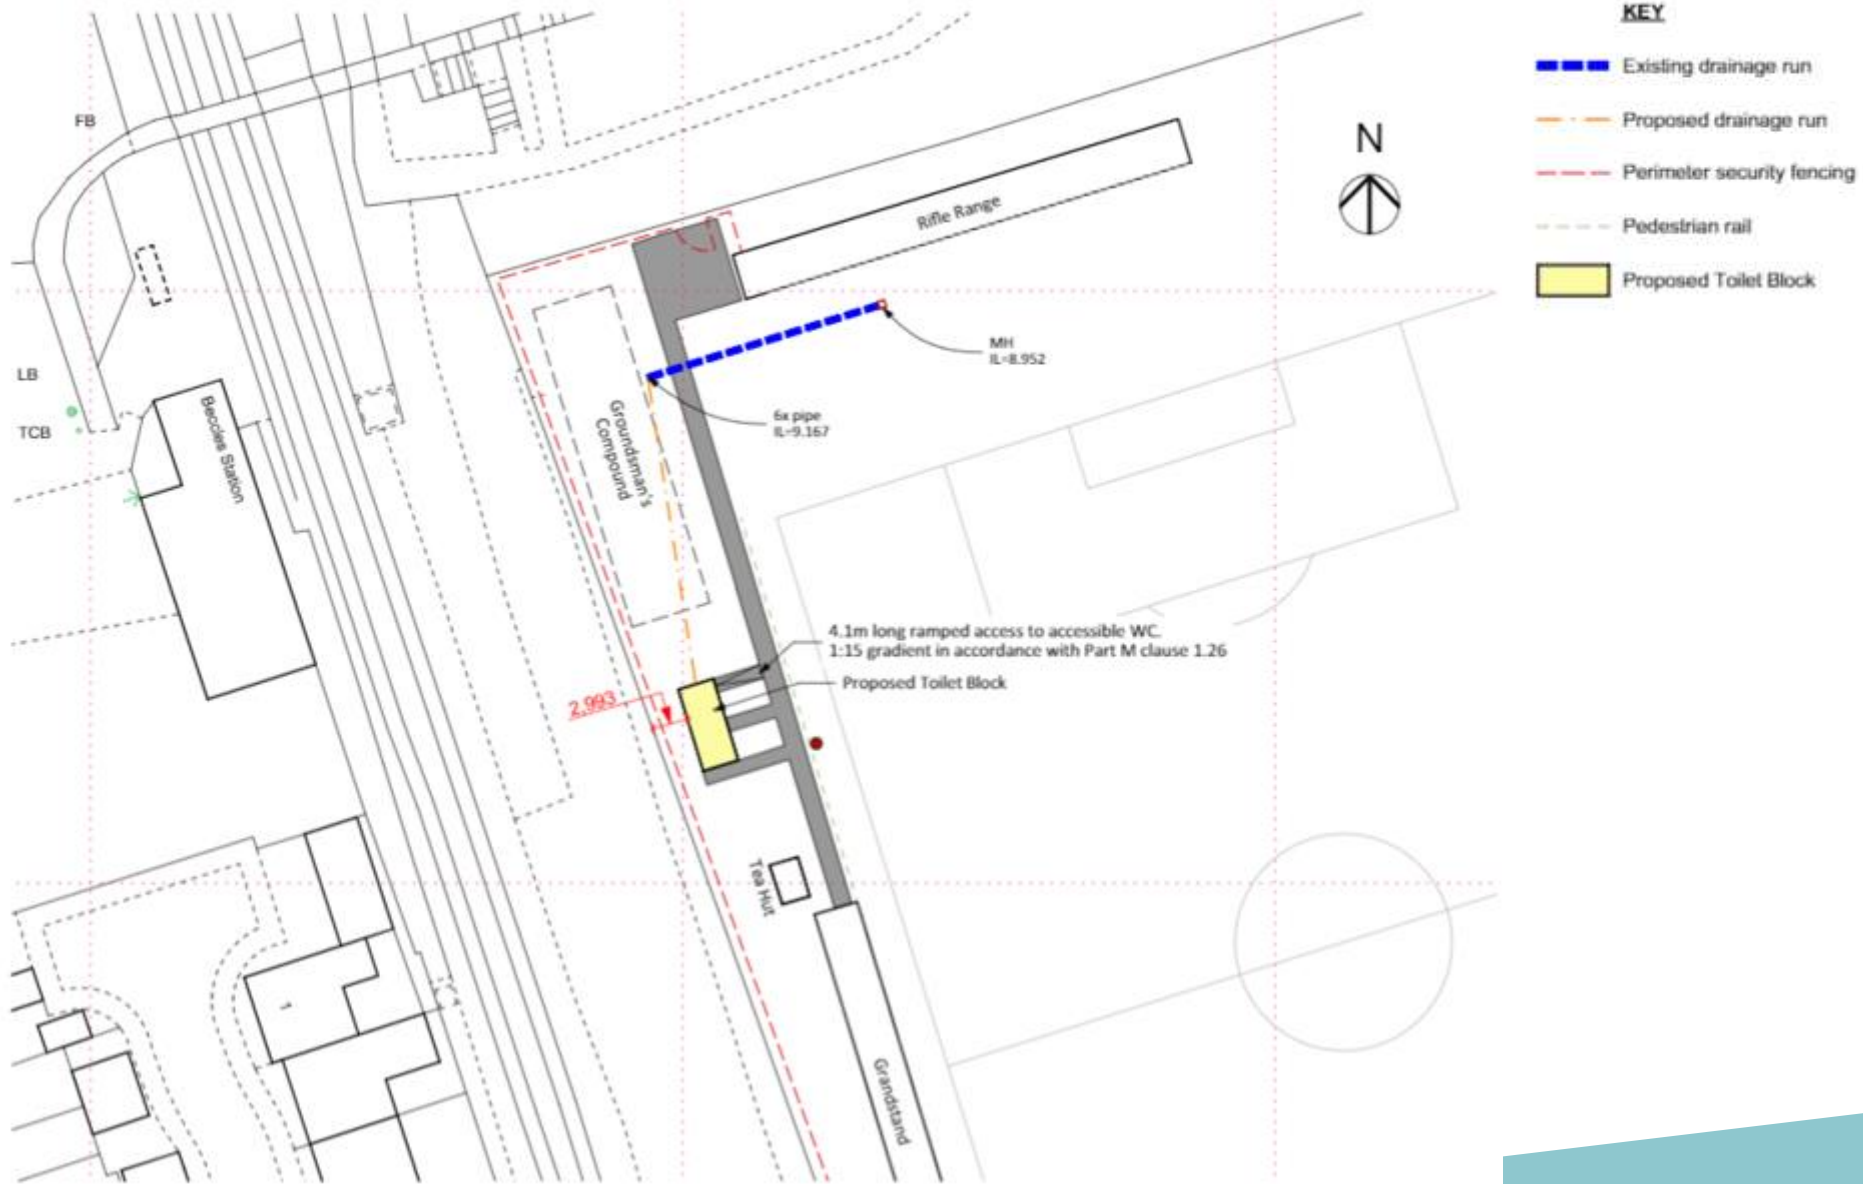 KEY
Existing drainage run
Proposed drainage run
Perimeter security fencing
Pedestrian rail
Proposed Toilet Block
N
FB
Rifle Range
MH
IL=8.952
LB
TCB
Beccles Station
6x pipe
IL=9.167
Groundsman's
Compound
4.1m long ramped access to accessible WC.
1:15 gradient in accordance with Part M clause 1.26
Proposed Toilet Block
2,993
Tea Hut
1
Grandstand